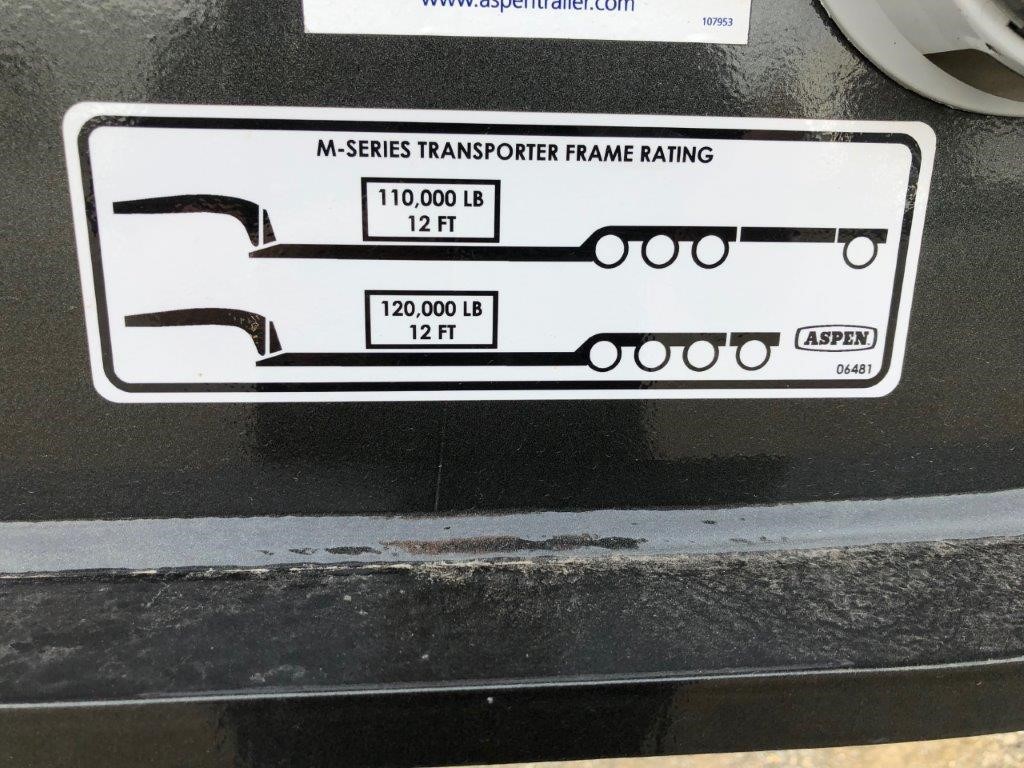 www.aspentrailer.com
107953
M-SERIES TRANSPORTER FRAME RATING
110,000 LB
12 FT
120,000 LB
12 FT
ASPEN
06481